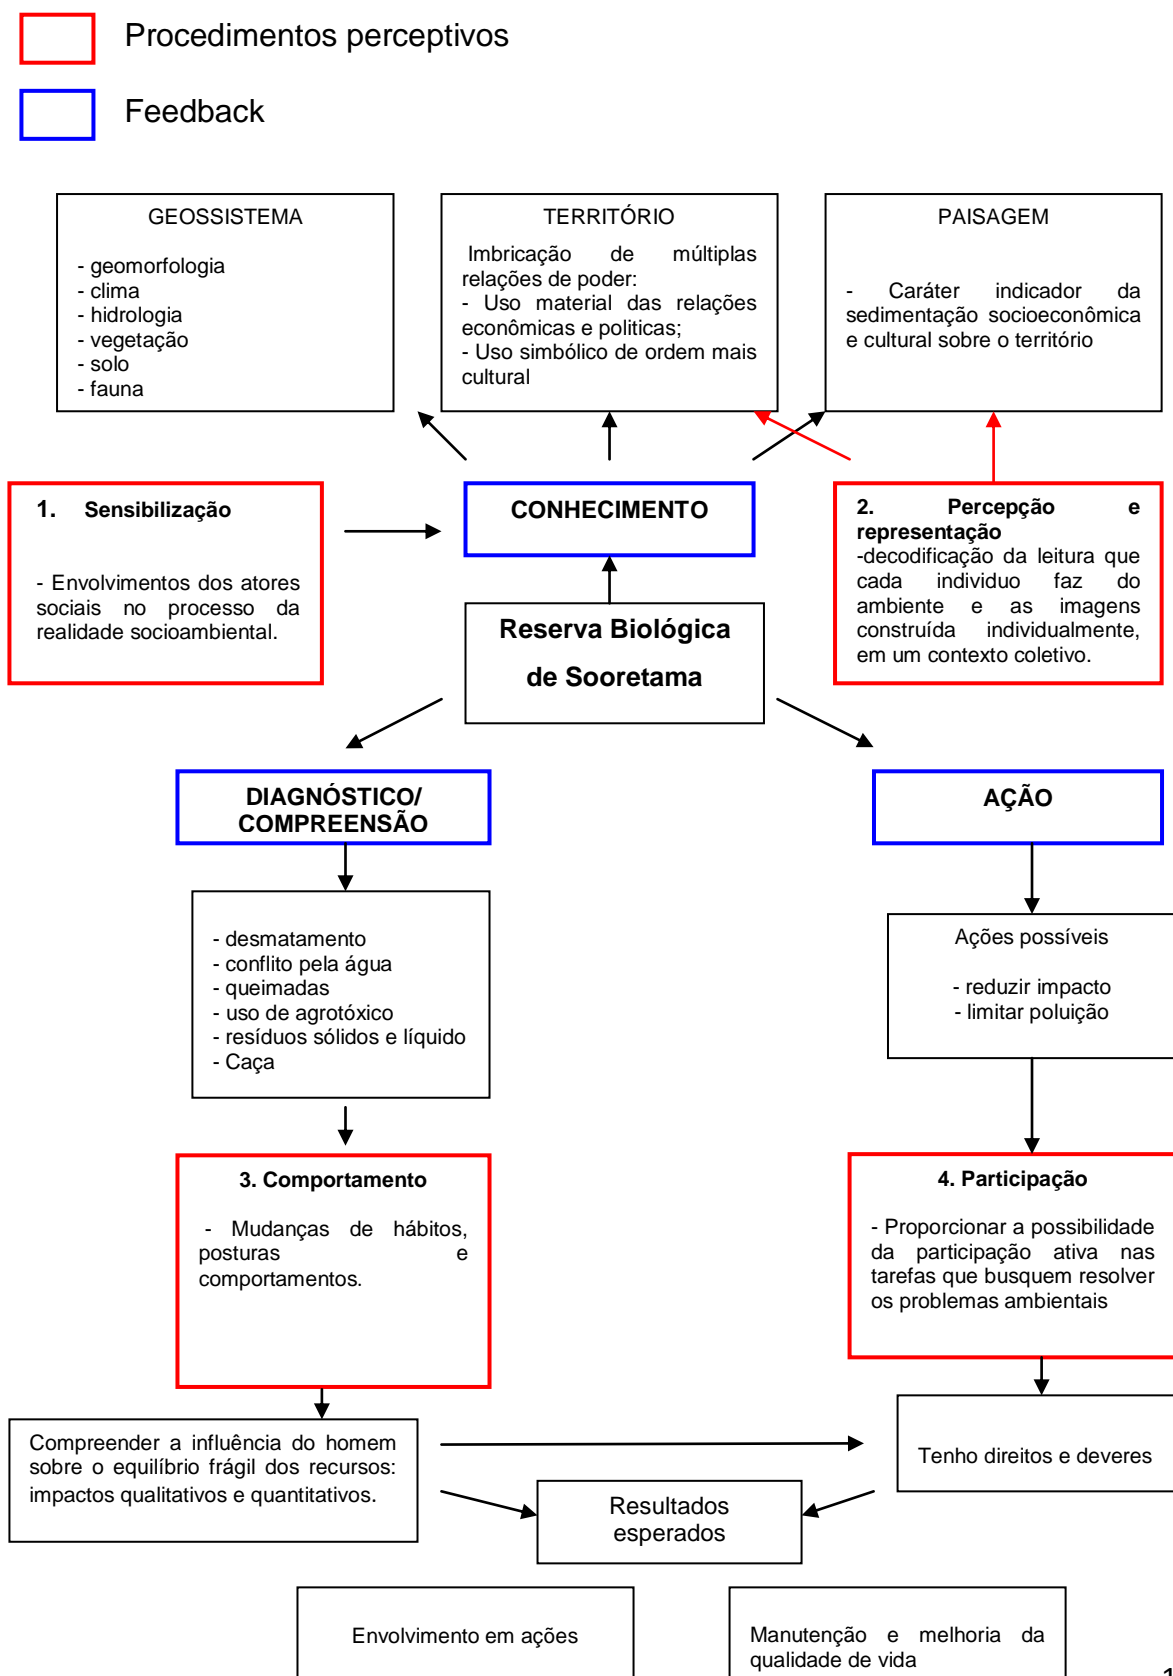 Procedimentos perceptivos
Feedback
GEOSSISTEMA
- geomorfologia
- clima
- hidrologia
- vegetação
- solo
- fauna
TERRITÓRIO
Imbricação de múltiplas
relações de poder:
- Uso material das relações
econômicas e politicas;
- Uso simbólico de ordem mais
cultural
PAISAGEM
- Caráter indicador da
sedimentação socioeconômica
e cultural sobre o território
1. Sensibilização
- Envolvimentos dos atores
sociais no processo da
realidade socioambiental.
CONHECIMENTO
2. Percepção e
representação
-decodificação da leitura que
cada individuo faz do
ambiente e as imagens
construída individualmente,
em um contexto coletivo.
Reserva Biológica
de Sooretama
DIAGNÓSTICO/
COMPREENSÃO
AÇÃO
- desmatamento
- conflito pela água
- queimadas
- uso de agrotóxico
- resíduos sólidos e líquido
- Caça
Ações possíveis
- reduzir impacto
- limitar poluição
3. Comportamento
- Mudanças de hábitos,
posturas e
comportamentos.
4. Participação
- Proporcionar a possibilidade
da participação ativa nas
tarefas que busquem resolver
os problemas ambientais
Compreender a influência do homem
sobre o equilíbrio frágil dos recursos:
impactos qualitativos e quantitativos.
Tenho direitos e deveres
Resultados
esperados
Envolvimento em ações
Manutenção e melhoria da
qualidade de vida